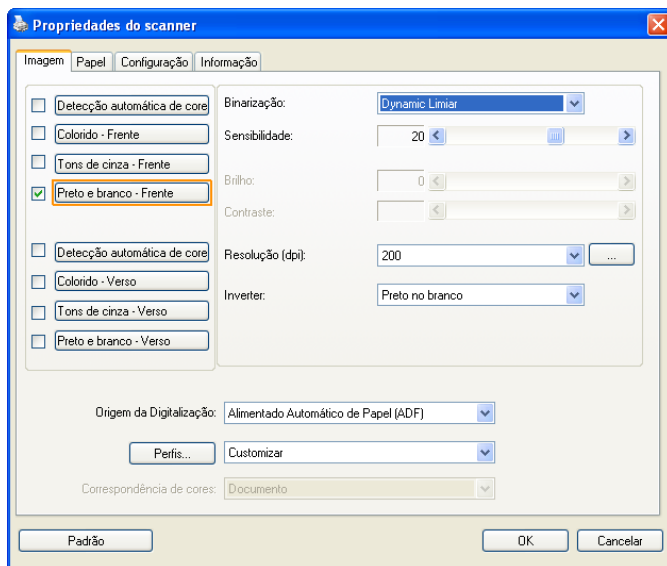 Propriedades do scanner
Imagem Papel Configuração Informação
Detecção automática de core
Colorido - Frente
Tons de cinza - Frente
Preto e branco - Frente
Detecção automática de core
Colorido - Verso
Tons de cinza - Verso
Preto e branco - Verso
Binarização: Dynamic Limiar
Sensibilidade: 20
Brilho: 0
Contraste:
Resolução (dpi): 200 ...
Inverter: Preto no branco
Origem da Digitalização: Alimentado Automático de Papel (ADF)
Perfis... Customizar
Correspondência de cores: Documento
Padrão OK Cancelar